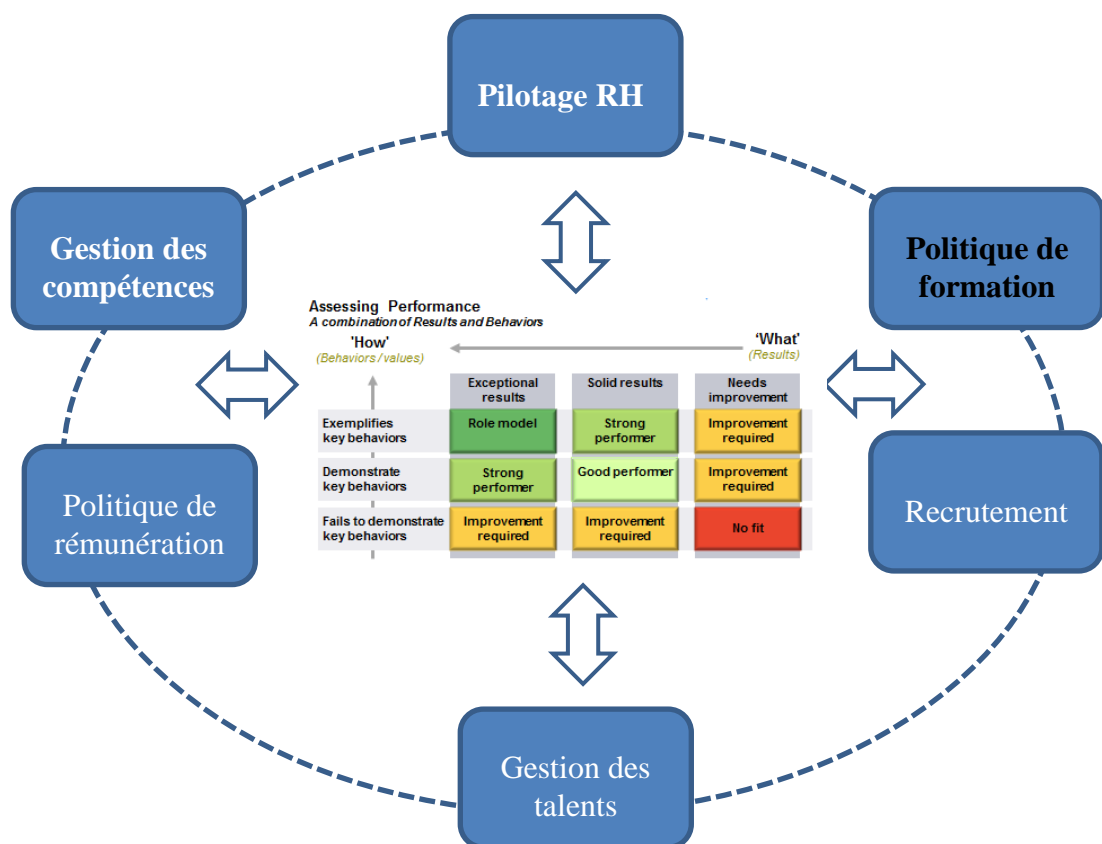 Pilotage RH
Gestion des
compétences
Politique de
formation
Assessing Performance
A combination of Results and Behaviors
'How'
(Behaviors / values)
‘What'
(Results)
Exceptional
results
Solid results
Needs
improvement
Exemplifies
key behaviors
Role model
Strong
performer
Improvement
required
Demonstrate
key behaviors
Strong
performer
Good performer
Improvement
required
Fails to demonstrate
key behaviors
Improvement
required
Improvement
required
No fit
Politique de
rémunération
Recrutement
Gestion des
talents